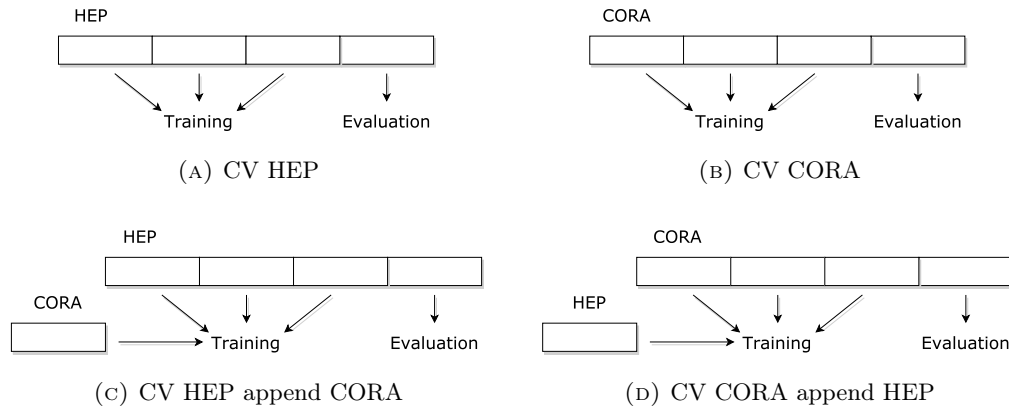 HEP
CORA
Training
Evaluation
Training
Evaluation
(A) CV HEP
(B) CV CORA
HEP
CORA
CORA
HEP
Training
Evaluation
Training
Evaluation
(C) CV HEP append CORA
(D) CV CORA append HEP